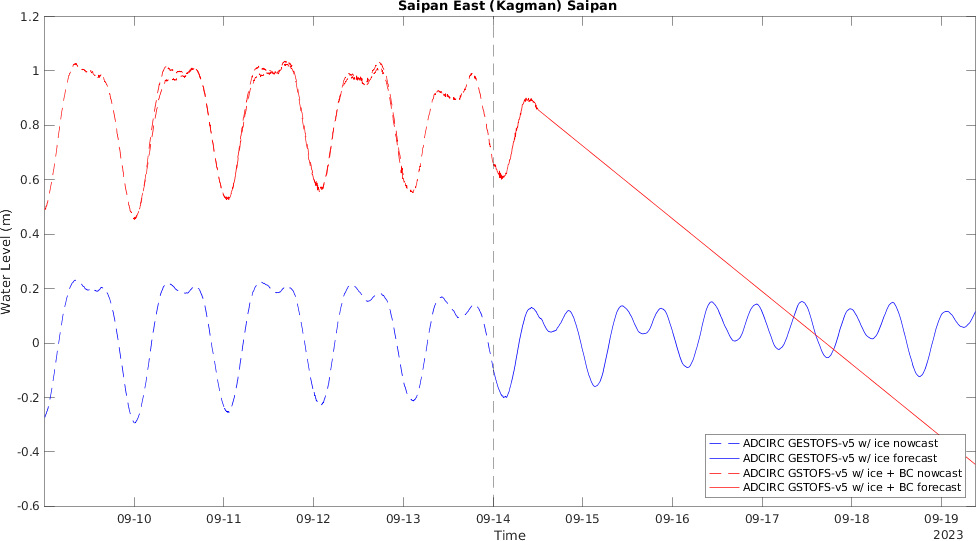 Saipan East (Kagman) Saipan
1.2
1
0.8
0.6
0.4
0.2
0
-0.2
-0.4
-0.6
Water Level (m)
09-10 09-11 09-12 09-13 09-14 09-15 09-16 09-17 09-18 09-19
Time
2023
ADCIRC GESTOFS-v5 w/ ice nowcast
ADCIRC GESTOFS-v5 w/ ice forecast
ADCIRC GSTOFS-v5 w/ ice + BC nowcast
ADCIRC GSTOFS-v5 w/ ice + BC forecast